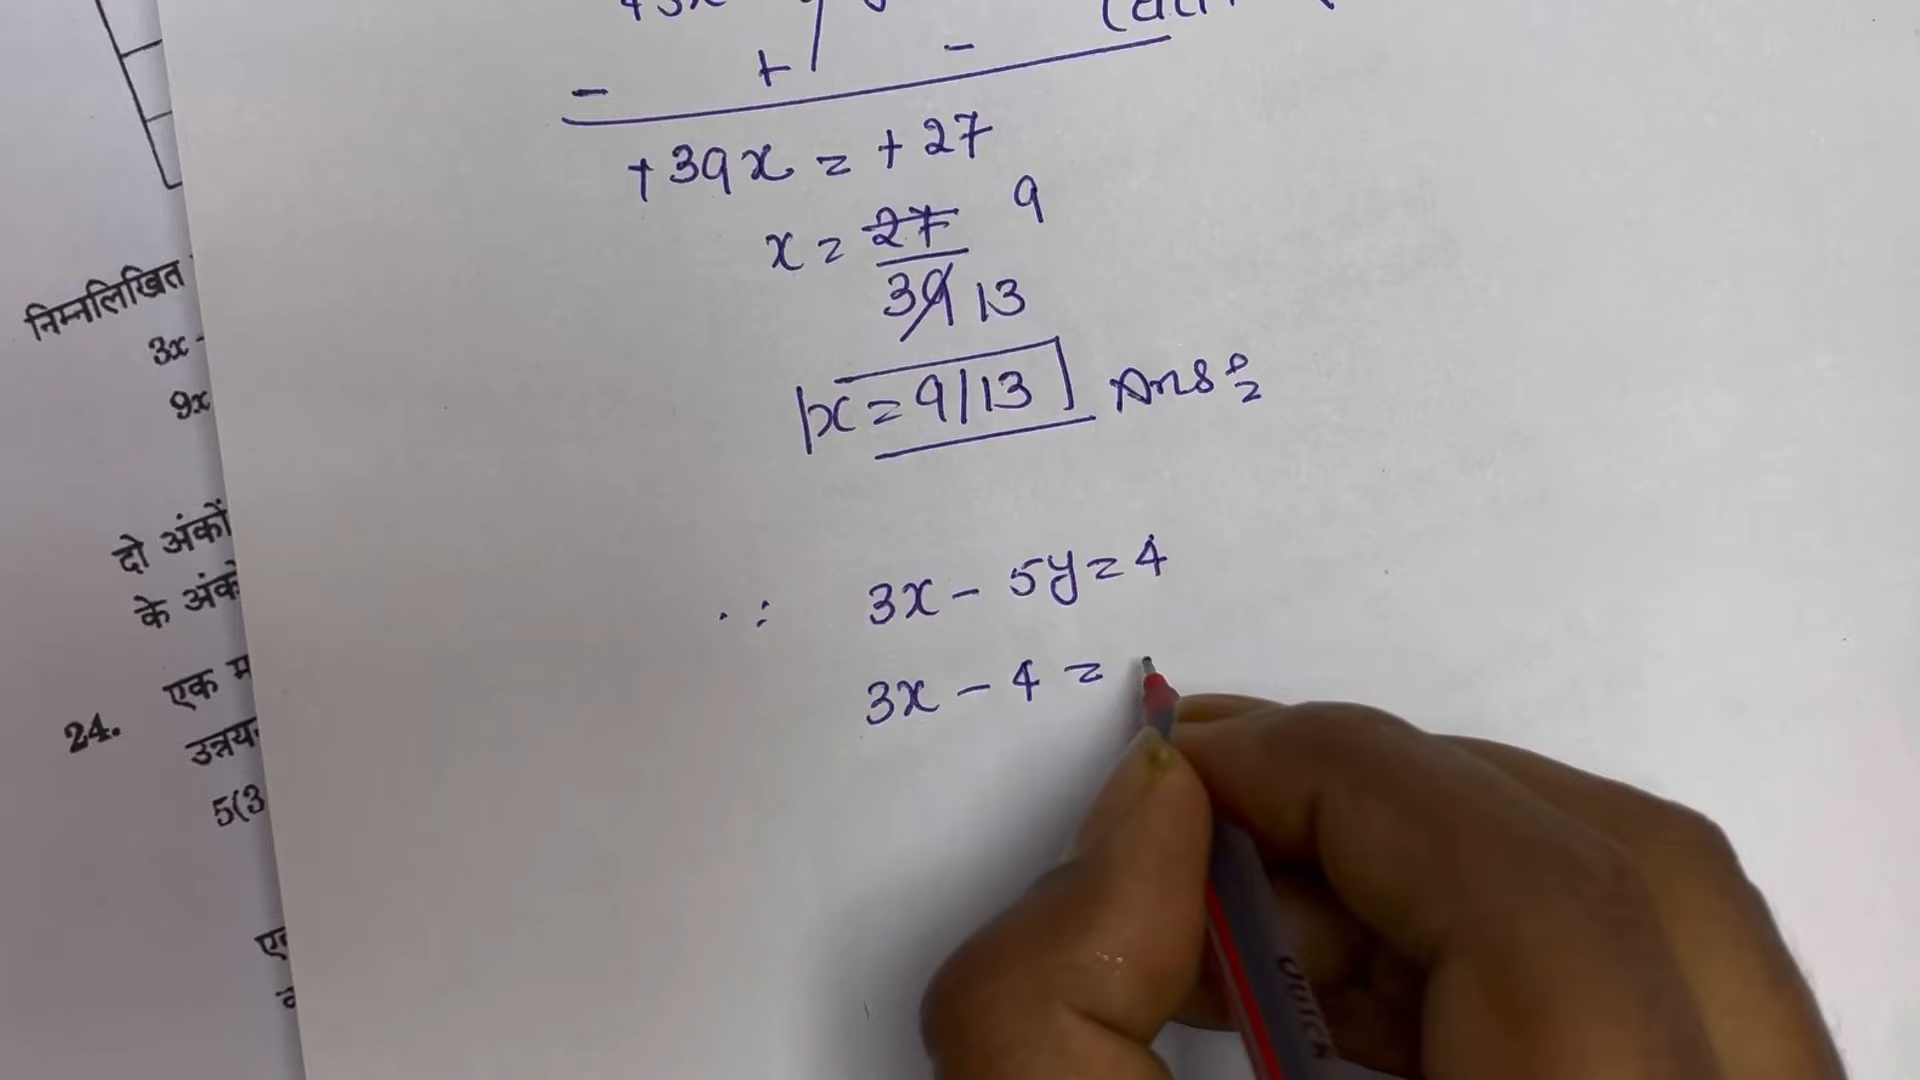 - + -
+39x = +27
x = 27 9
39 13
x = 9/13 Ans
∵ 3x - 5y = 4
3x - 4 =
निम्नलिखित
3x -
9x
दो अंकों
के अंको
24. एक
उन्नयन
5(3